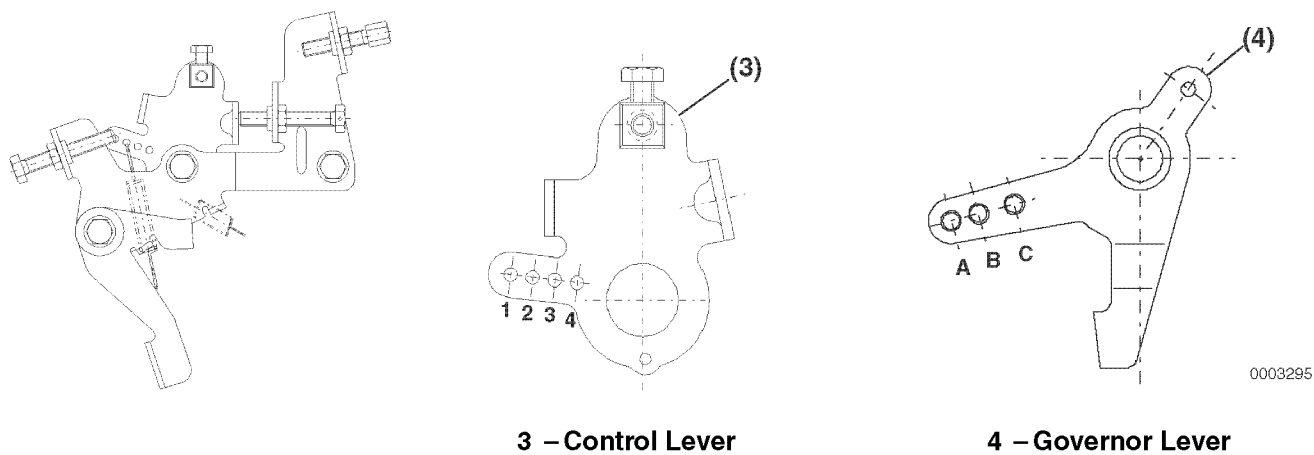 (3)
(4)
1 2 3 4
A B C
0003295
3 – Control Lever
4 – Governor Lever